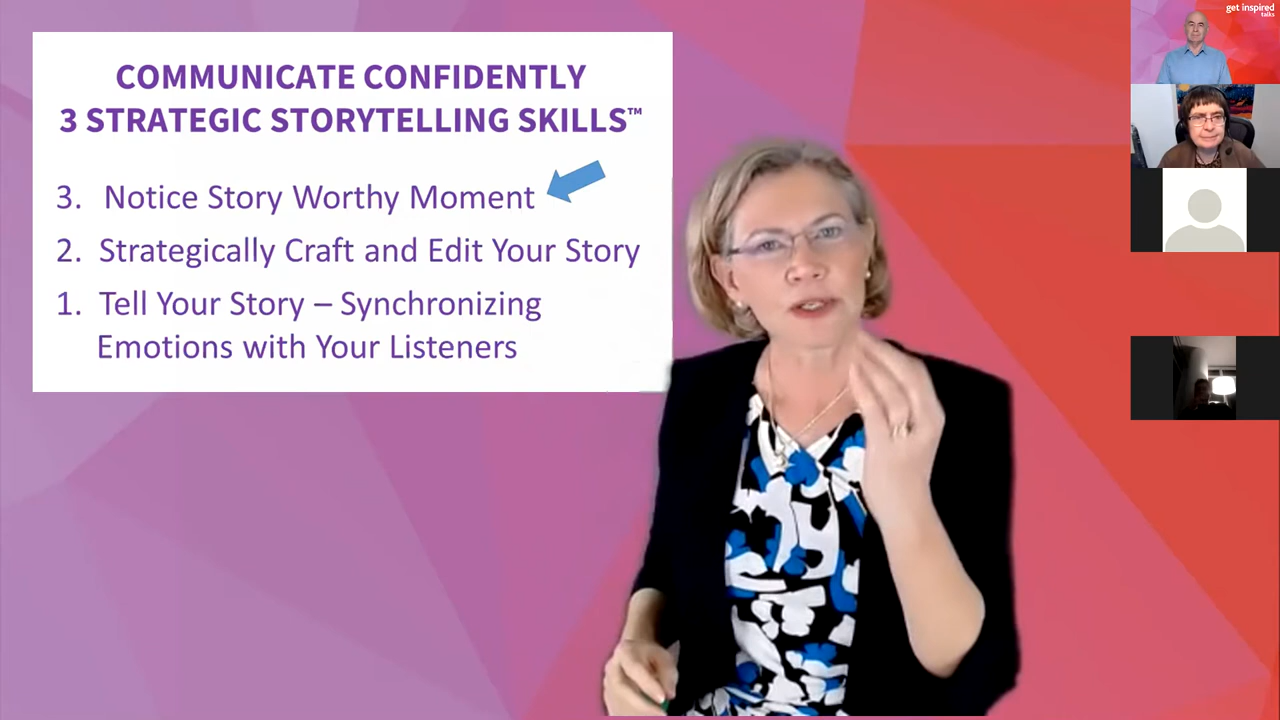 COMMUNICATE CONFIDENTLY
3 STRATEGIC STORYTELLING SKILLS™
3. Notice Story Worthy Moment
2. Strategically Craft and Edit Your Story
1. Tell Your Story – Synchronizing
Emotions with Your Listeners
get inspired
talks